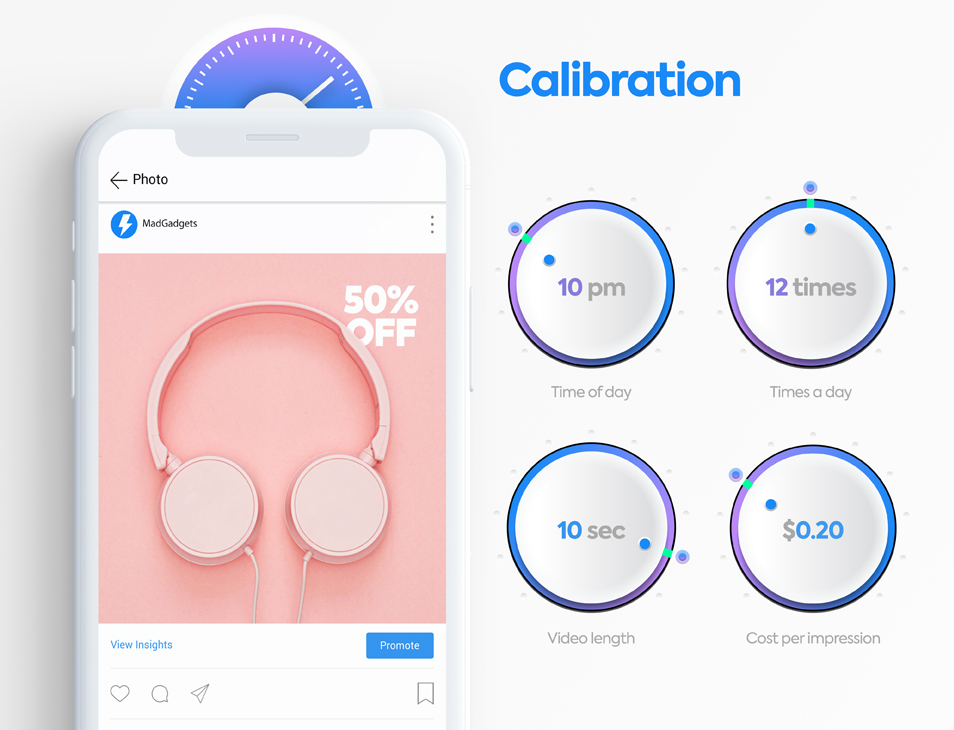 Calibration
Photo
MadGadgets
50%
OFF
View Insights
Promote
10 pm
Time of day
12 times
Times a day
10 sec
Video length
$0.20
Cost per impression